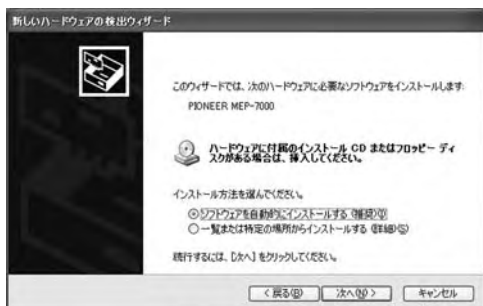 新しいハードウェアの検出ウィザード
このウィザードでは、次のハードウェアに必要なソフトウェアをインストールします:
PIONEER MEP-7000
ハードウェアに付属のインストール CD またはフロッピー ディ
スクがある場合は、挿入してください。
インストール方法を選んでください。
ソフトウェアを自動的にインストールする (推奨)(I)
一覧または特定の場所からインストールする (詳細)(S)
続行するには、[次へ] をクリックしてください。
< 戻る(B) 次へ(N) > キャンセル